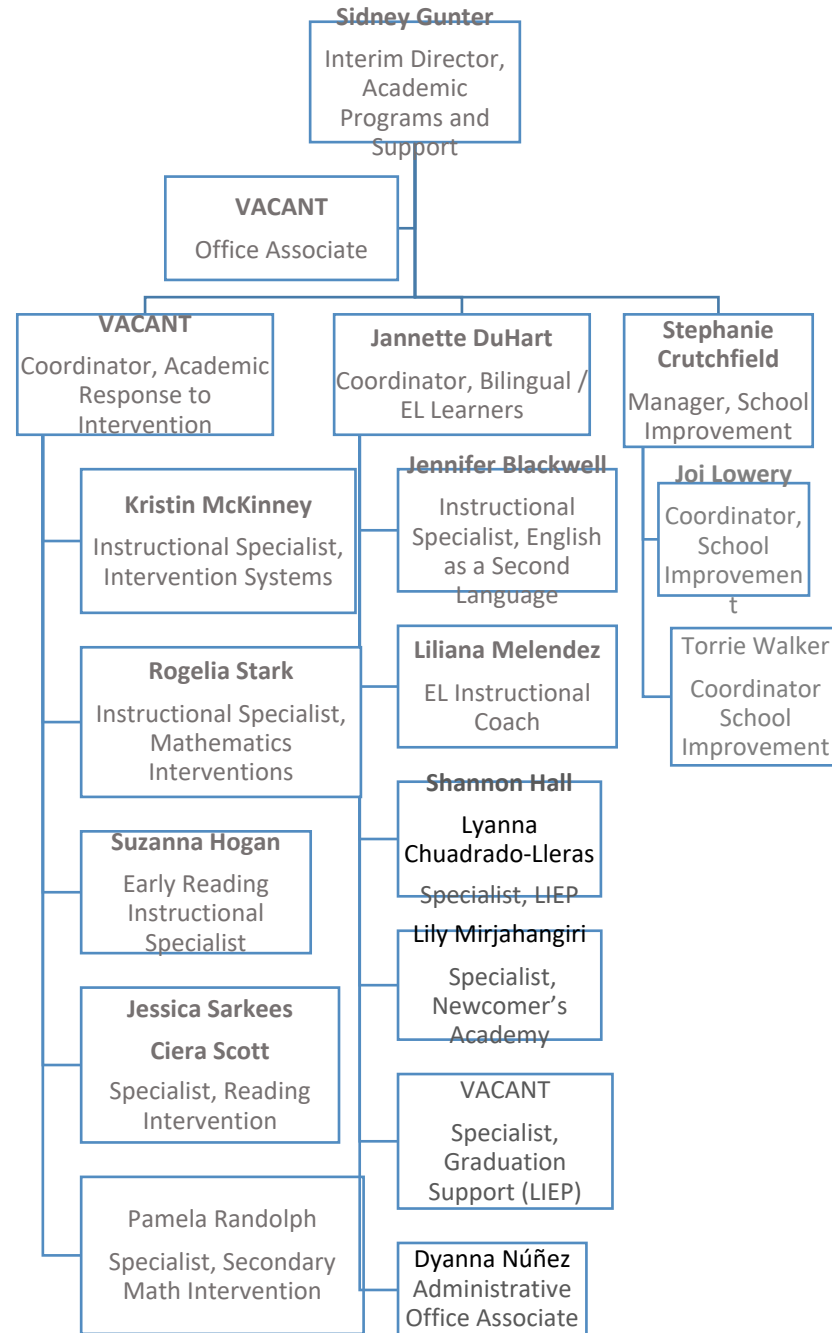 Sidney Gunter
Interim Director,
Academic
Programs and
Support
VACANT
Office Associate
VACANT
Coordinator, Academic
Response to
Intervention
Kristin McKinney
Instructional Specialist,
Intervention Systems
Rogelia Stark
Instructional Specialist,
Mathematics
Interventions
Suzanna Hogan
Early Reading
Instructional
Specialist
Jessica Sarkees
Ciera Scott
Specialist, Reading
Intervention
Pamela Randolph
Specialist, Secondary
Math Intervention
Jannette DuHart
Coordinator, Bilingual /
EL Learners
Jennifer Blackwell
Instructional
Specialist, English
as a Second
Language
Liliana Melendez
EL Instructional
Coach
Shannon Hall
Lyanna
Chuadrado-Lleras
Specialist, LIEP
Lily Mirjahangiri
Specialist,
Newcomer’s
Academy
VACANT
Specialist,
Graduation
Support (LIEP)
Dyanna Núñez
Administrative
Office Associate
Stephanie
Crutchfield
Manager, School
Improvement
Joi Lowery
Coordinator,
School
Improvemen
t
Torrie Walker
Coordinator
School
Improvement